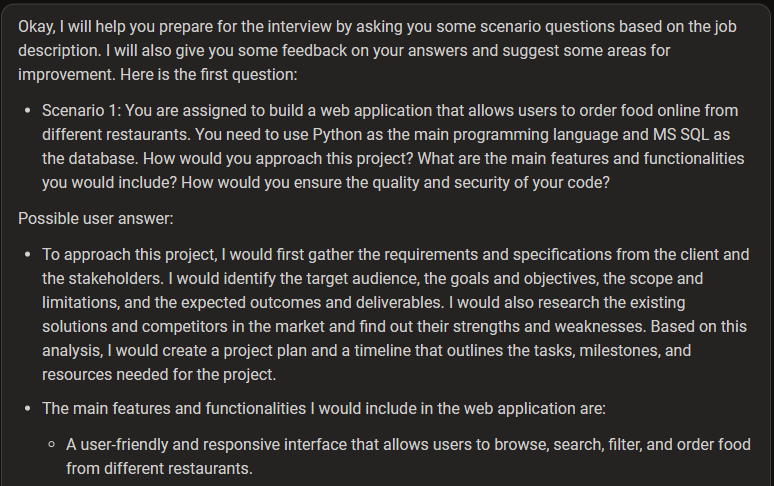 Okay, I will help you prepare for the interview by asking you some scenario questions based on the job
description. I will also give you some feedback on your answers and suggest some areas for
improvement. Here is the first question:
• Scenario 1: You are assigned to build a web application that allows users to order food online from
different restaurants. You need to use Python as the main programming language and MS SQL as
the database. How would you approach this project? What are the main features and functionalities
you would include? How would you ensure the quality and security of your code?
Possible user answer:
• To approach this project, I would first gather the requirements and specifications from the client and
the stakeholders. I would identify the target audience, the goals and objectives, the scope and
limitations, and the expected outcomes and deliverables. I would also research the existing
solutions and competitors in the market and find out their strengths and weaknesses. Based on this
analysis, I would create a project plan and a timeline that outlines the tasks, milestones, and
resources needed for the project.
• The main features and functionalities I would include in the web application are:
◦ A user-friendly and responsive interface that allows users to browse, search, filter, and order food
from different restaurants.